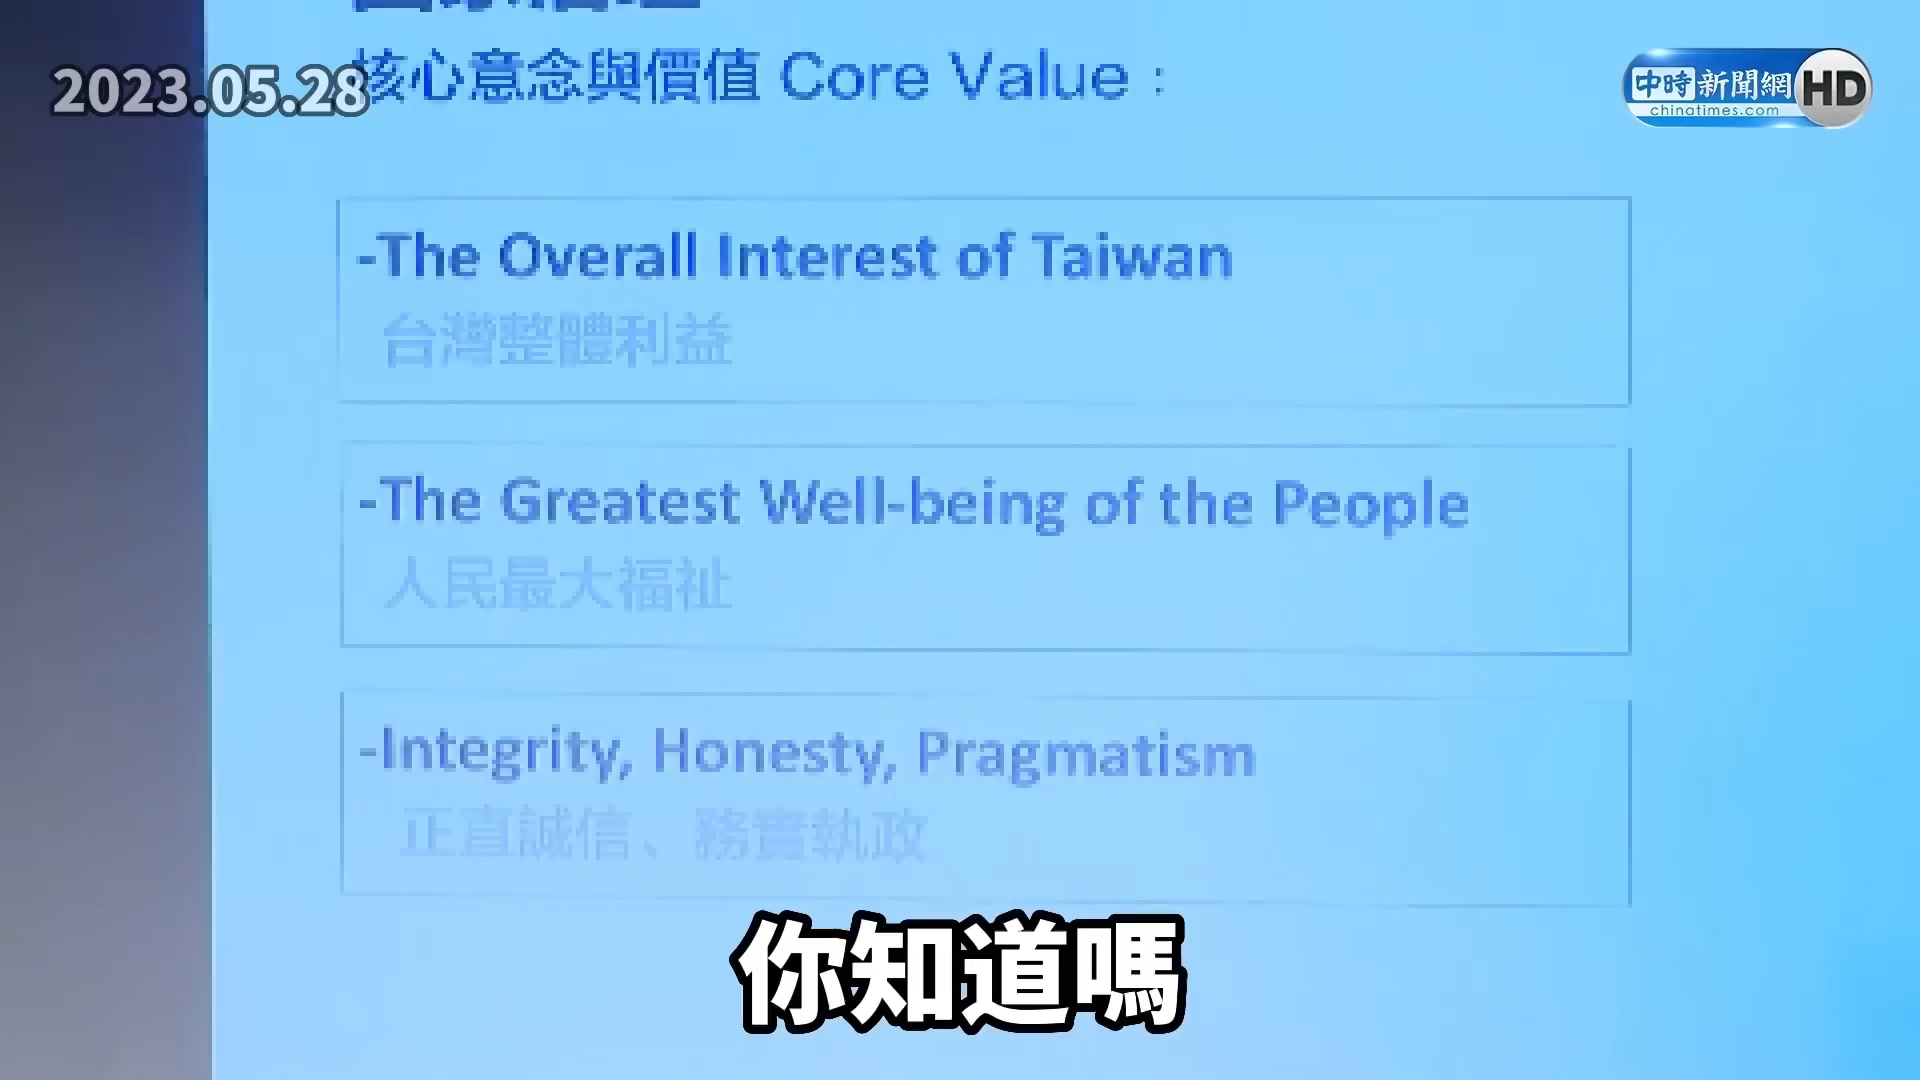 2023.05.28
核心意念與價值 Core Value：
中時新聞網 HD
chinatimes.com
-The Overall Interest of Taiwan
台灣整體利益
-The Greatest Well-being of the People
人民最大福祉
-Integrity, Honesty, Pragmatism
正直誠信、務實執政
你知道嗎